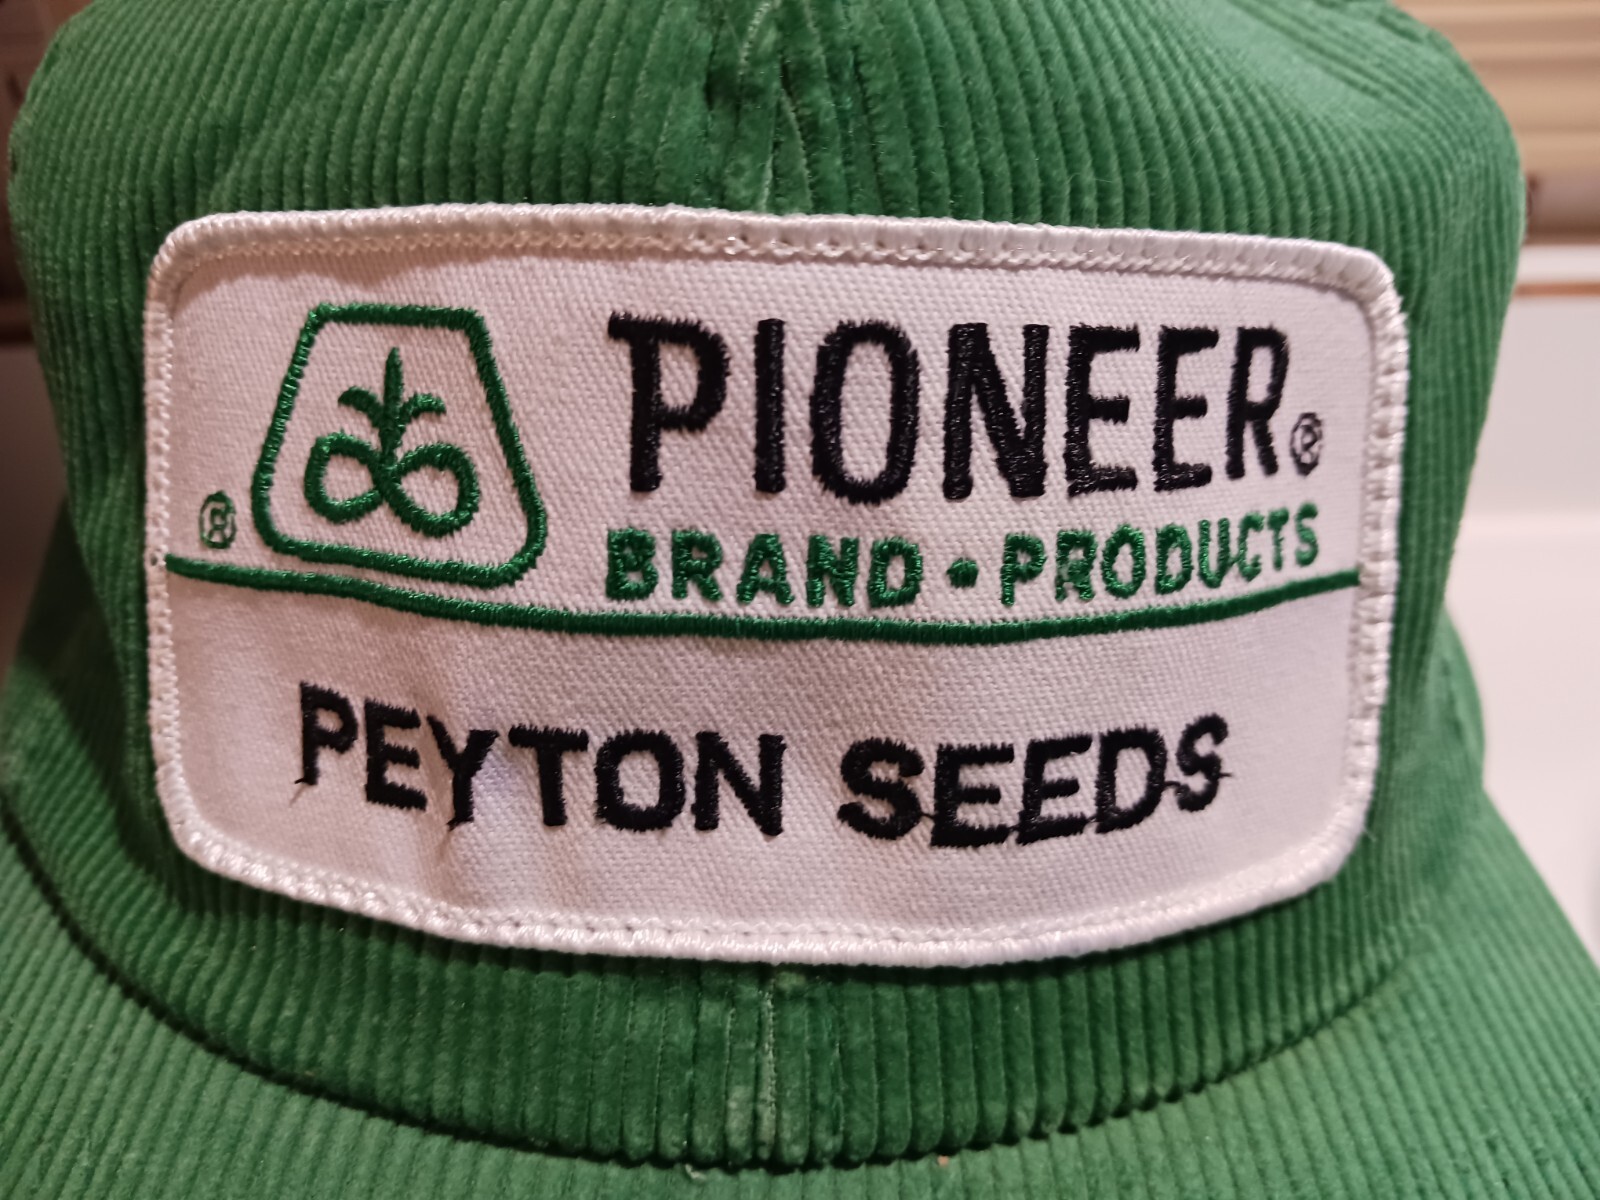 PIONEER®
® BRAND • PRODUCTS
PEYTON SEEDS